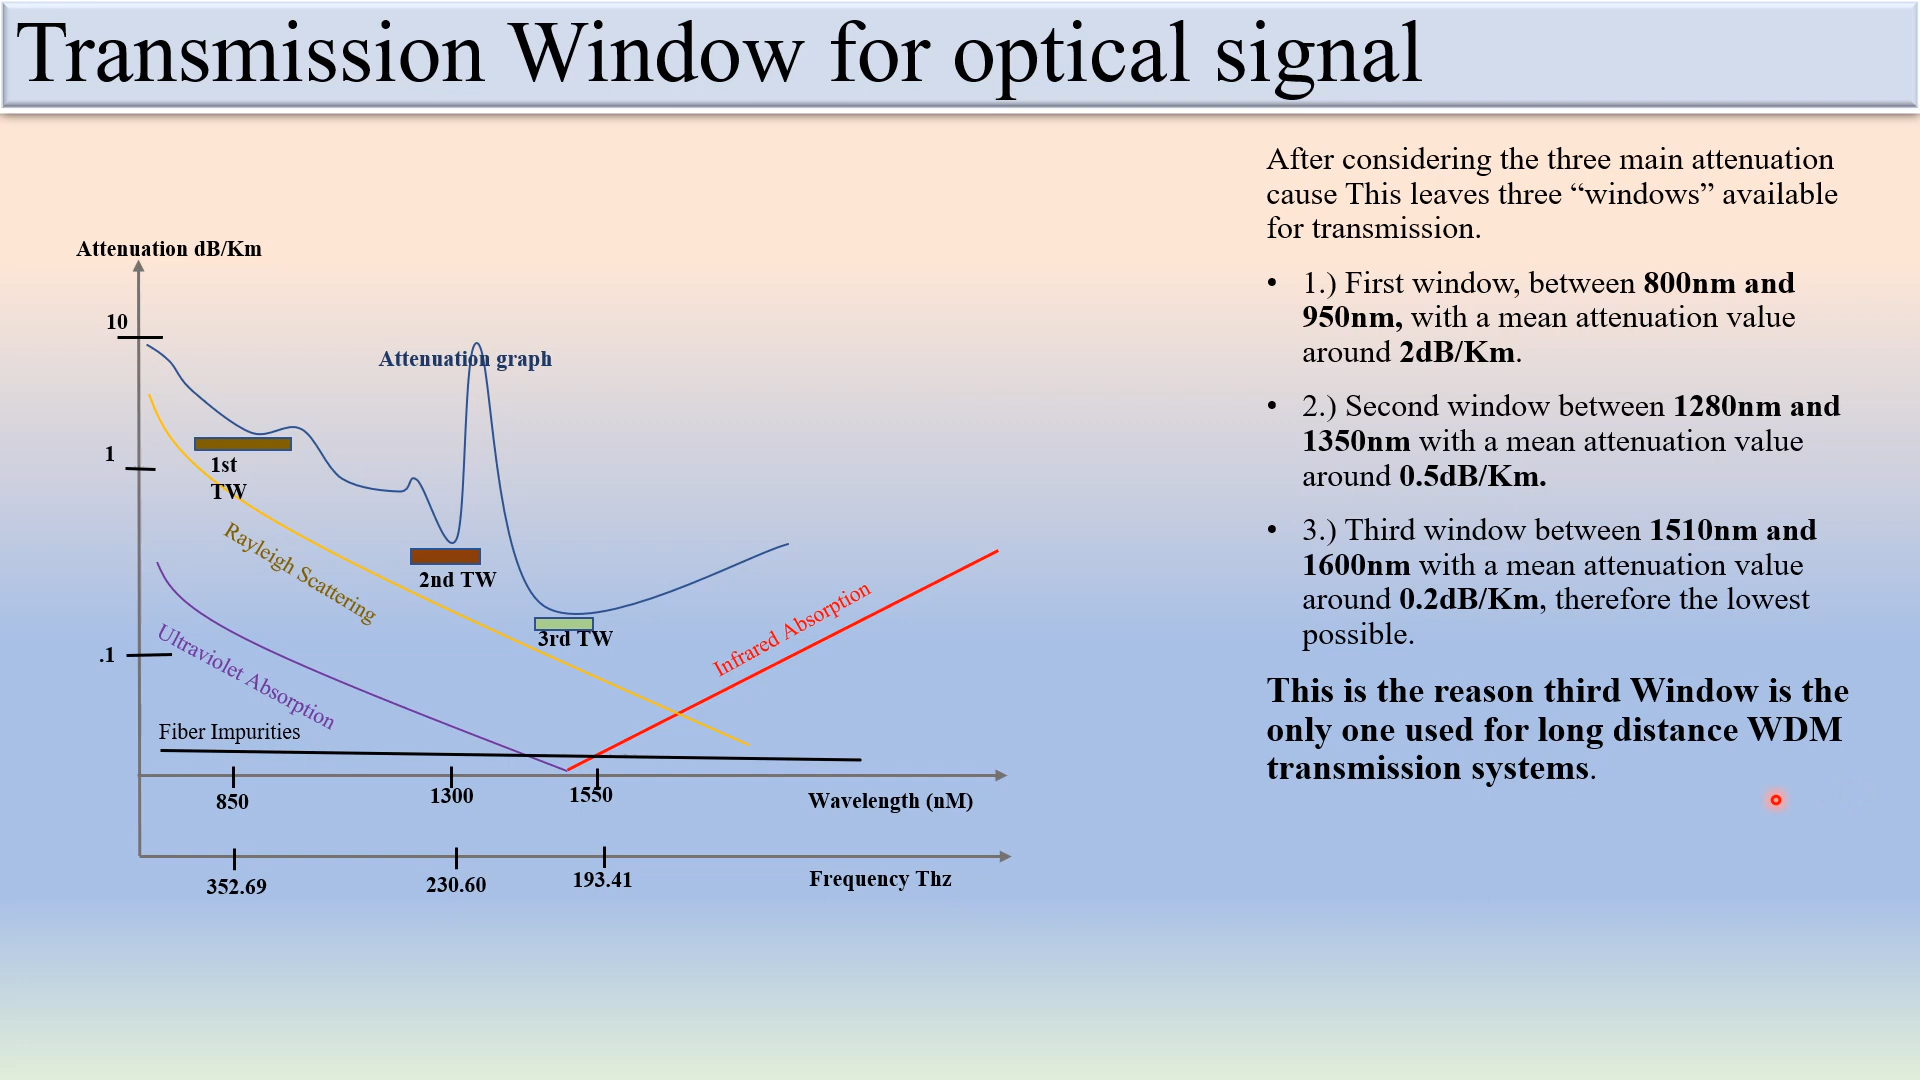 Transmission Window for optical signal
After considering the three main attenuation
cause This leaves three “windows” available
for transmission.
• 1.) First window, between 800nm and
950nm, with a mean attenuation value
around 2dB/Km.
• 2.) Second window between 1280nm and
1350nm with a mean attenuation value
around 0.5dB/Km.
• 3.) Third window between 1510nm and
1600nm with a mean attenuation value
around 0.2dB/Km, therefore the lowest
possible.
This is the reason third Window is the
only one used for long distance WDM
transmission systems.
Attenuation dB/Km
10
Attenuation graph
1
1st
TW
Rayleigh Scattering
2nd TW
3rd TW
Infrared Absorption
.1
Ultraviolet Absorption
Fiber Impurities
850
1300
1550
Wavelength (nM)
352.69
230.60
193.41
Frequency Thz